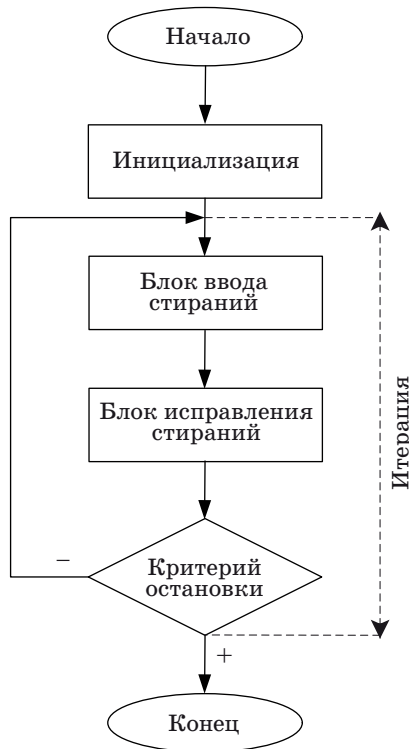 Начало
Инициализация
Блок ввода
стираний
Блок исправления
стираний
Итерация
Критерий
остановки
–
+
Конец